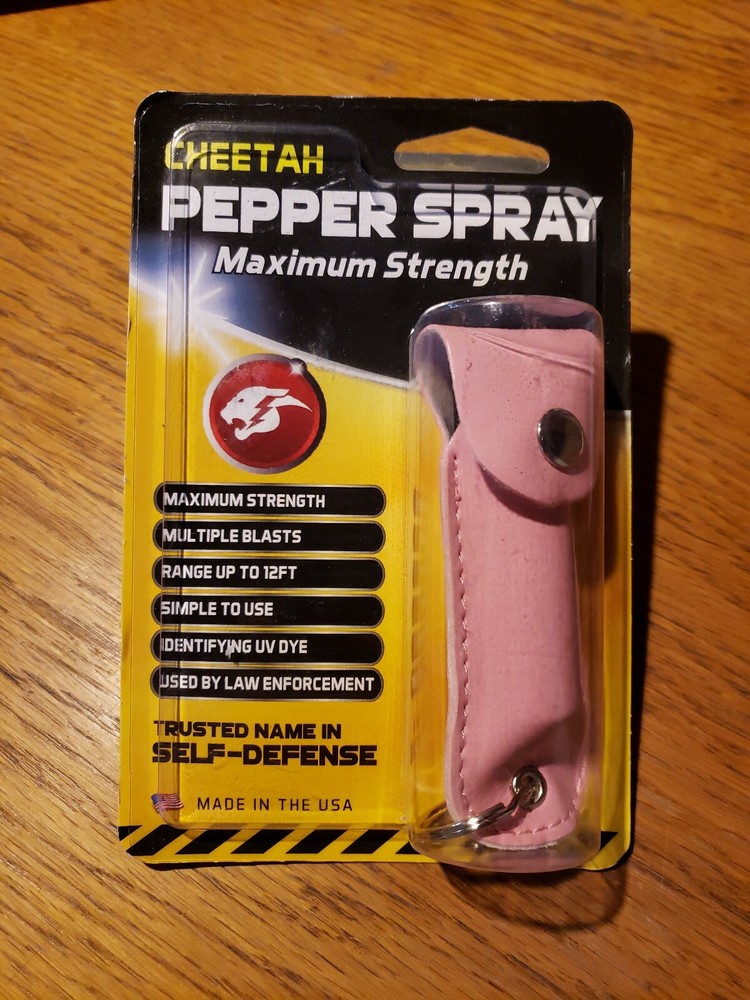 CHEETAH
PEPPER SPRAY
Maximum Strength
MAXIMUM STRENGTH
MULTIPLE BLASTS
RANGE UP TO 12FT
SIMPLE TO USE
IDENTIFYING UV DYE
USED BY LAW ENFORCEMENT
TRUSTED NAME IN
SELF-DEFENSE
MADE IN THE USA